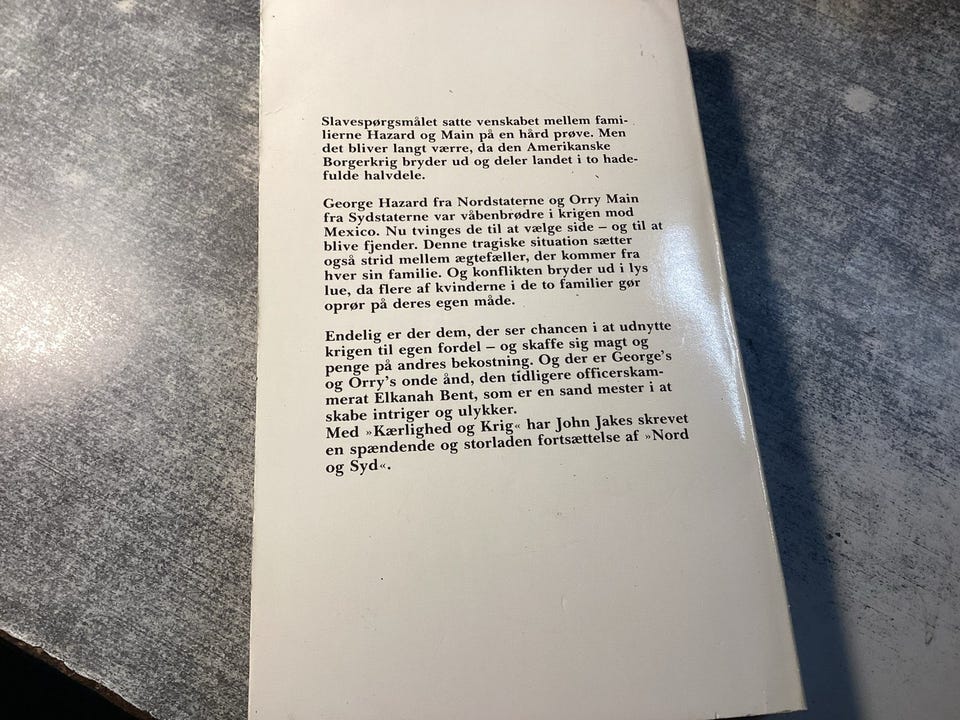 Slavespørgsmålet satte venskabet mellem fami-
lierne Hazard og Main på en hård prøve. Men
det bliver langt værre, da den Amerikanske
Borgerkrig bryder ud og deler landet i to hade-
fulde halvdele.
George Hazard fra Nordstaterne og Orry Main
fra Sydstaterne var våbenbrødre i krigen mod
Mexico. Nu tvinges de til at vælge side – og til at
blive fjender. Denne tragiske situation sætter
også strid mellem ægtefæller, der kommer fra
hver sin familie. Og konflikten bryder ud i lys
lue, da flere af kvinderne i de to familier gør
oprør på deres egen måde.
Endelig er der dem, der ser chancen i at udnytte
krigen til egen fordel – og skaffe sig magt og
penge på andres bekostning. Og der er George's
og Orry's onde ånd, den tidligere officerskam-
merat Elkanah Bent, som er en sand mester i at
skabe intriger og ulykker.
Med »Kærlighed og Krig« har John Jakes skrevet
en spændende og storladen fortsættelse af »Nord
og Syd«.